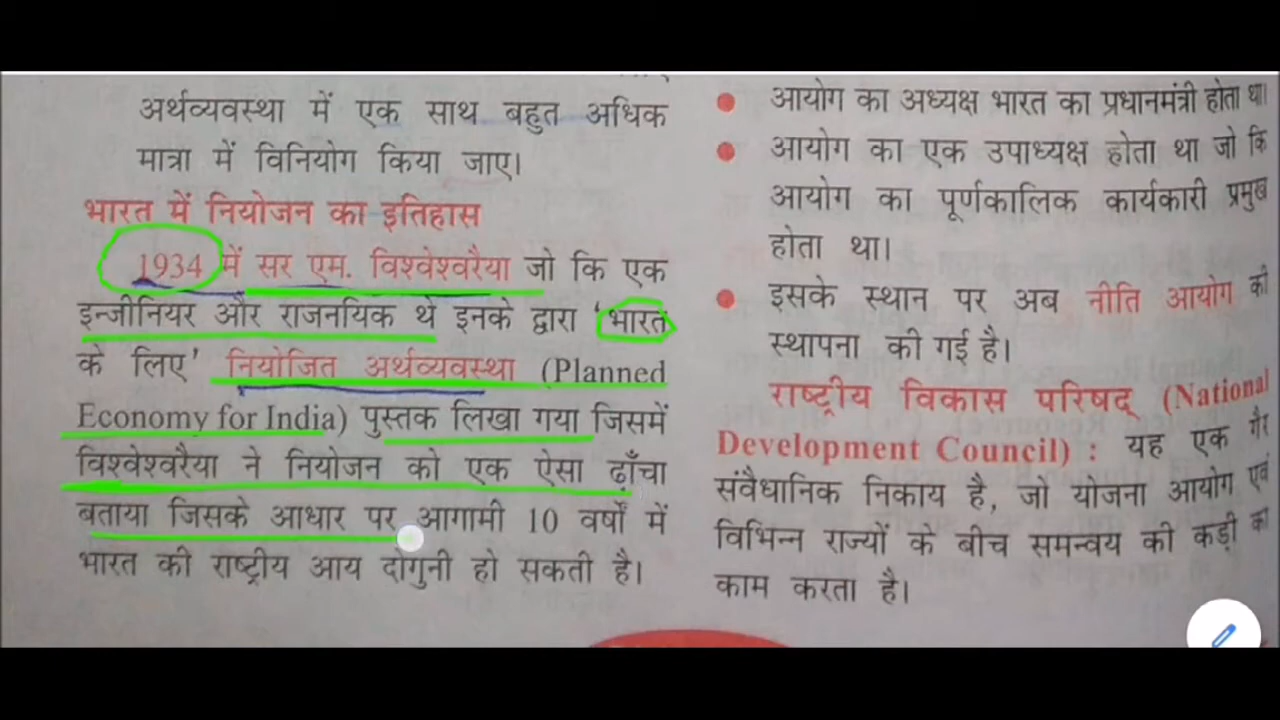 अर्थव्यवस्था में एक साथ बहुत अधिक
मात्रा में विनियोग किया जाए।
भारत में नियोजन का इतिहास
1934 में सर एम. विश्वेश्वरैया जो कि एक
इन्जीनियर और राजनयिक थे इनके द्वारा 'भारत
के लिए' नियोजित अर्थव्यवस्था (Planned
Economy for India) पुस्तक लिखा गया जिसमें
विश्वेश्वरैया ने नियोजन को एक ऐसा ढ़ाँचा
बताया जिसके आधार पर आगामी 10 वर्षों में
भारत की राष्ट्रीय आय दोगुनी हो सकती है।
• आयोग का अध्यक्ष भारत का प्रधानमंत्री होता था।
• आयोग का एक उपाध्यक्ष होता था जो कि
आयोग का पूर्णकालिक कार्यकारी प्रमुख
होता था।
• इसके स्थान पर अब नीति आयोग की
स्थापना की गई है।
राष्ट्रीय विकास परिषद् (National
Development Council) : यह एक गैर
संवैधानिक निकाय है, जो योजना आयोग एवं
विभिन्न राज्यों के बीच समन्वय की कड़ी का
काम करता है।